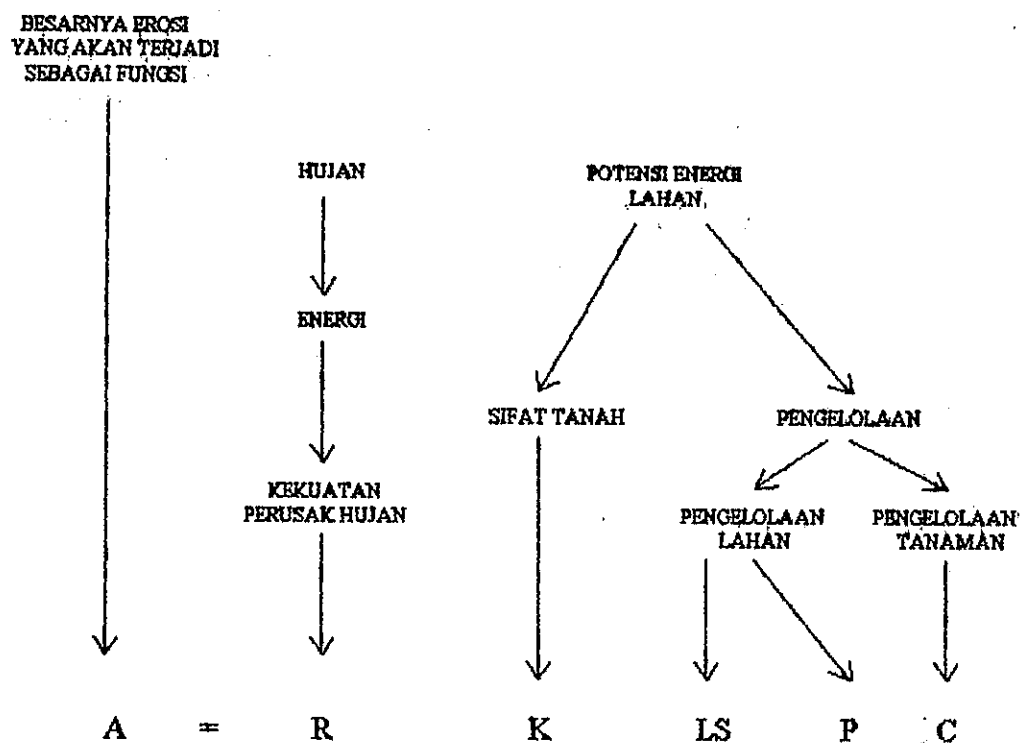 BESARNYA EROSI
YANG AKAN TERJADI
SEBAGAI FUNGSI
HUJAN
POTENSI ENERGI
LAHAN
ENERGI
SIFAT TANAH
PENGELOLAAN
KEKUATAN
PERUSAK HUJAN
PENGELOLAAN
LAHAN
PENGELOLAAN
TANAMAN
A = R K LS P C